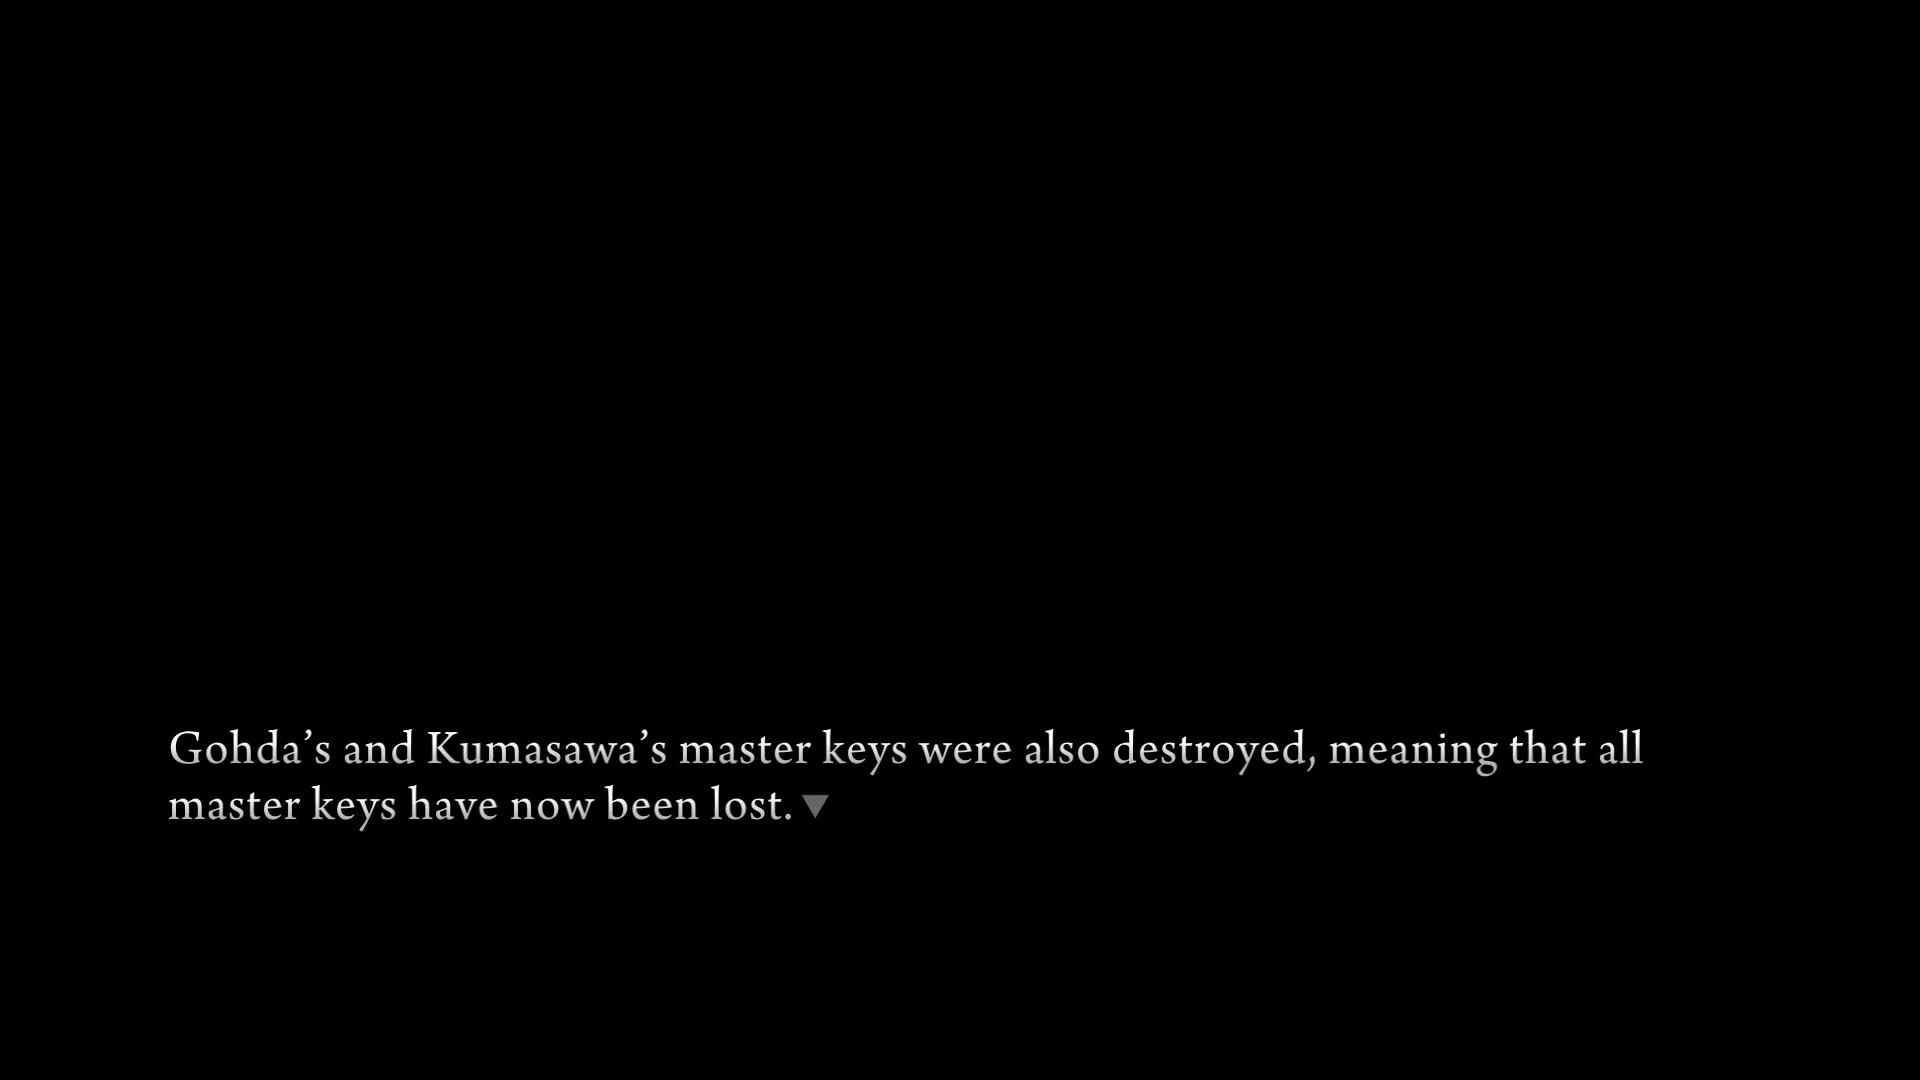 Gohda’s and Kumasawa’s master keys were also destroyed, meaning that all
master keys have now been lost.